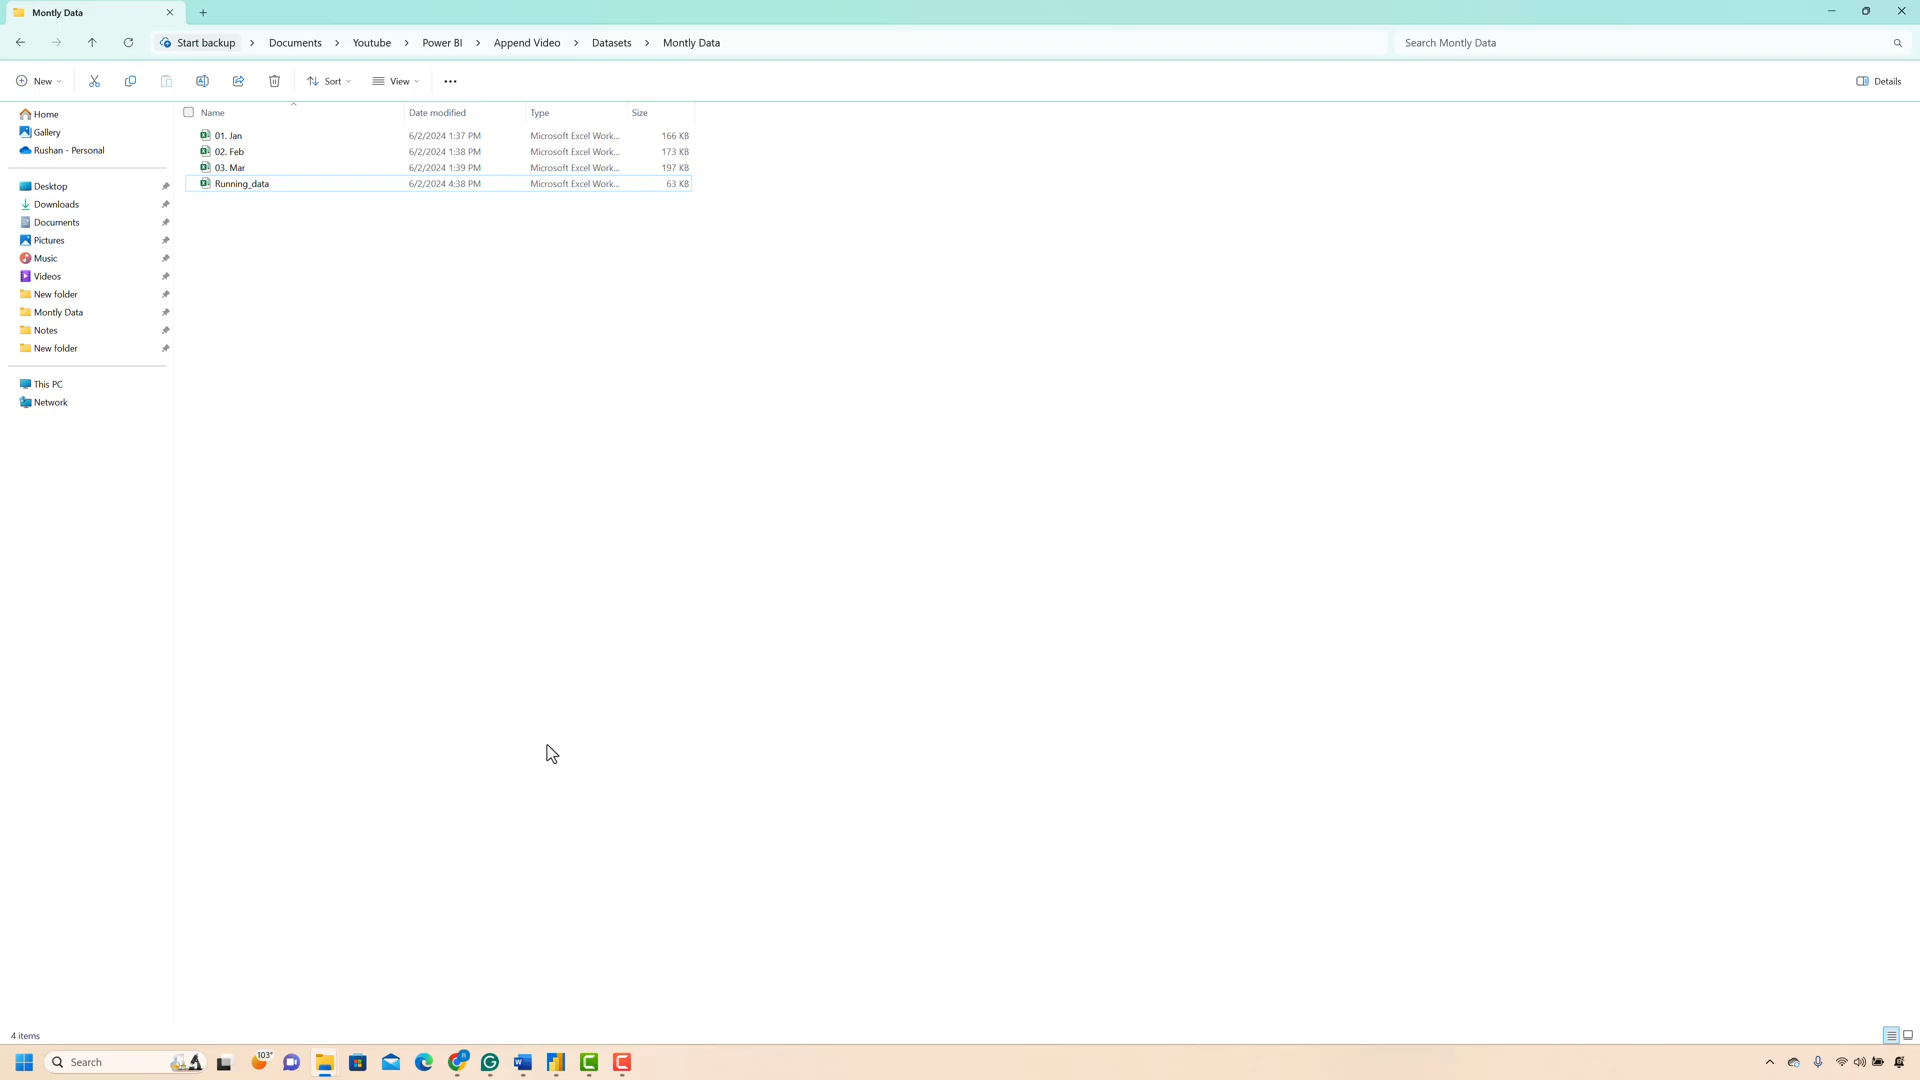 Montly Data
Start backup > Documents > Youtube > Power BI > Append Video > Datasets > Montly Data
Search Montly Data
New
Sort
View
Details
Name Date modified Type Size
01. Jan 6/2/2024 1:37 PM Microsoft Excel Work... 166 KB
02. Feb 6/2/2024 1:38 PM Microsoft Excel Work... 173 KB
03. Mar 6/2/2024 1:39 PM Microsoft Excel Work... 197 KB
Running_data 6/2/2024 4:38 PM Microsoft Excel Work... 63 KB
Home
Gallery
Rushan - Personal
Desktop
Downloads
Documents
Pictures
Music
Videos
New folder
Montly Data
Notes
New folder
This PC
Network
4 items
Search
103°